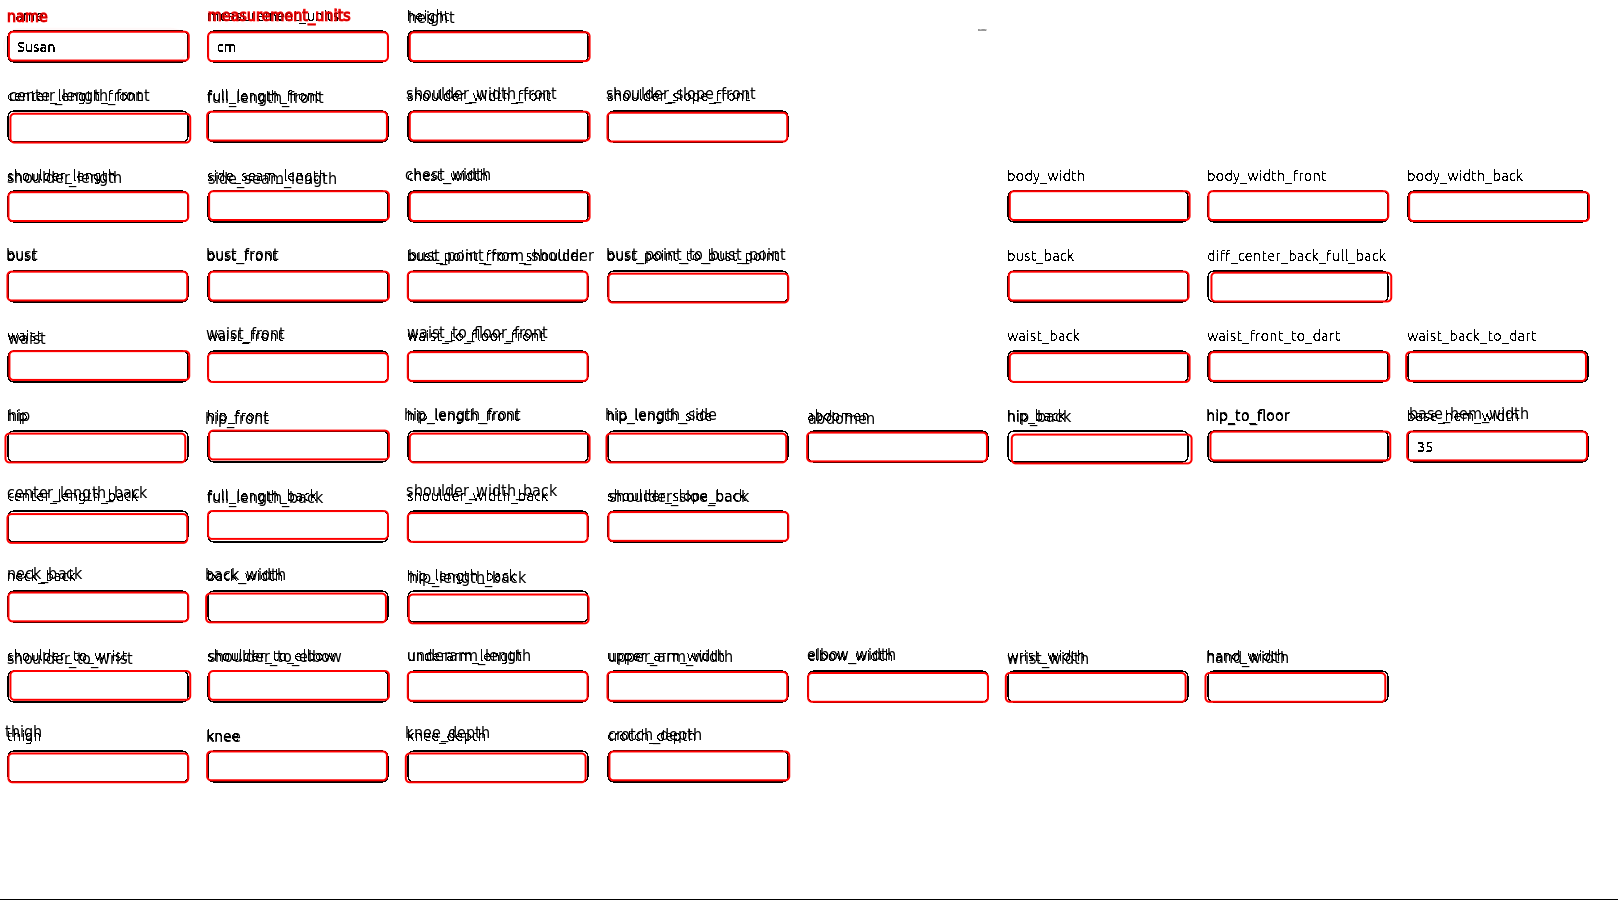 name measurement_units height
Susan cm
center_length_front full_length_front shoulder_width_front shoulder_slope_front
shoulder_length side_seam_length chest_width body_width body_width_front body_width_back
bust bust_front bust_point_from_shoulder bust_point_to_bust_point bust_back diff_center_back_full_back
waist waist_front waist_to_floor_front waist_back waist_front_to_dart waist_back_to_dart
hip hip_front hip_length_front hip_length_side abdomen hip_back hip_to_floor base_hem_width
35
center_length_back full_length_back shoulder_width_back shoulder_slope_back
neck_back back_width hip_length_back
shoulder_to_wrist shoulder_to_elbow underarm_length upper_arm_width elbow_width wrist_width hand_width
thigh knee knee_depth crotch_depth